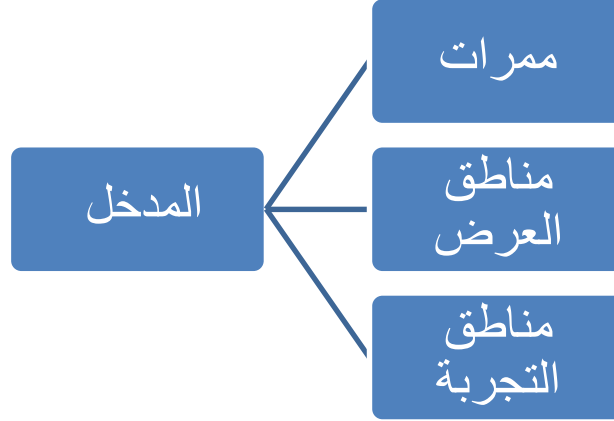 ممرات
المدخل
مناطق
العرض
مناطق
التجربة